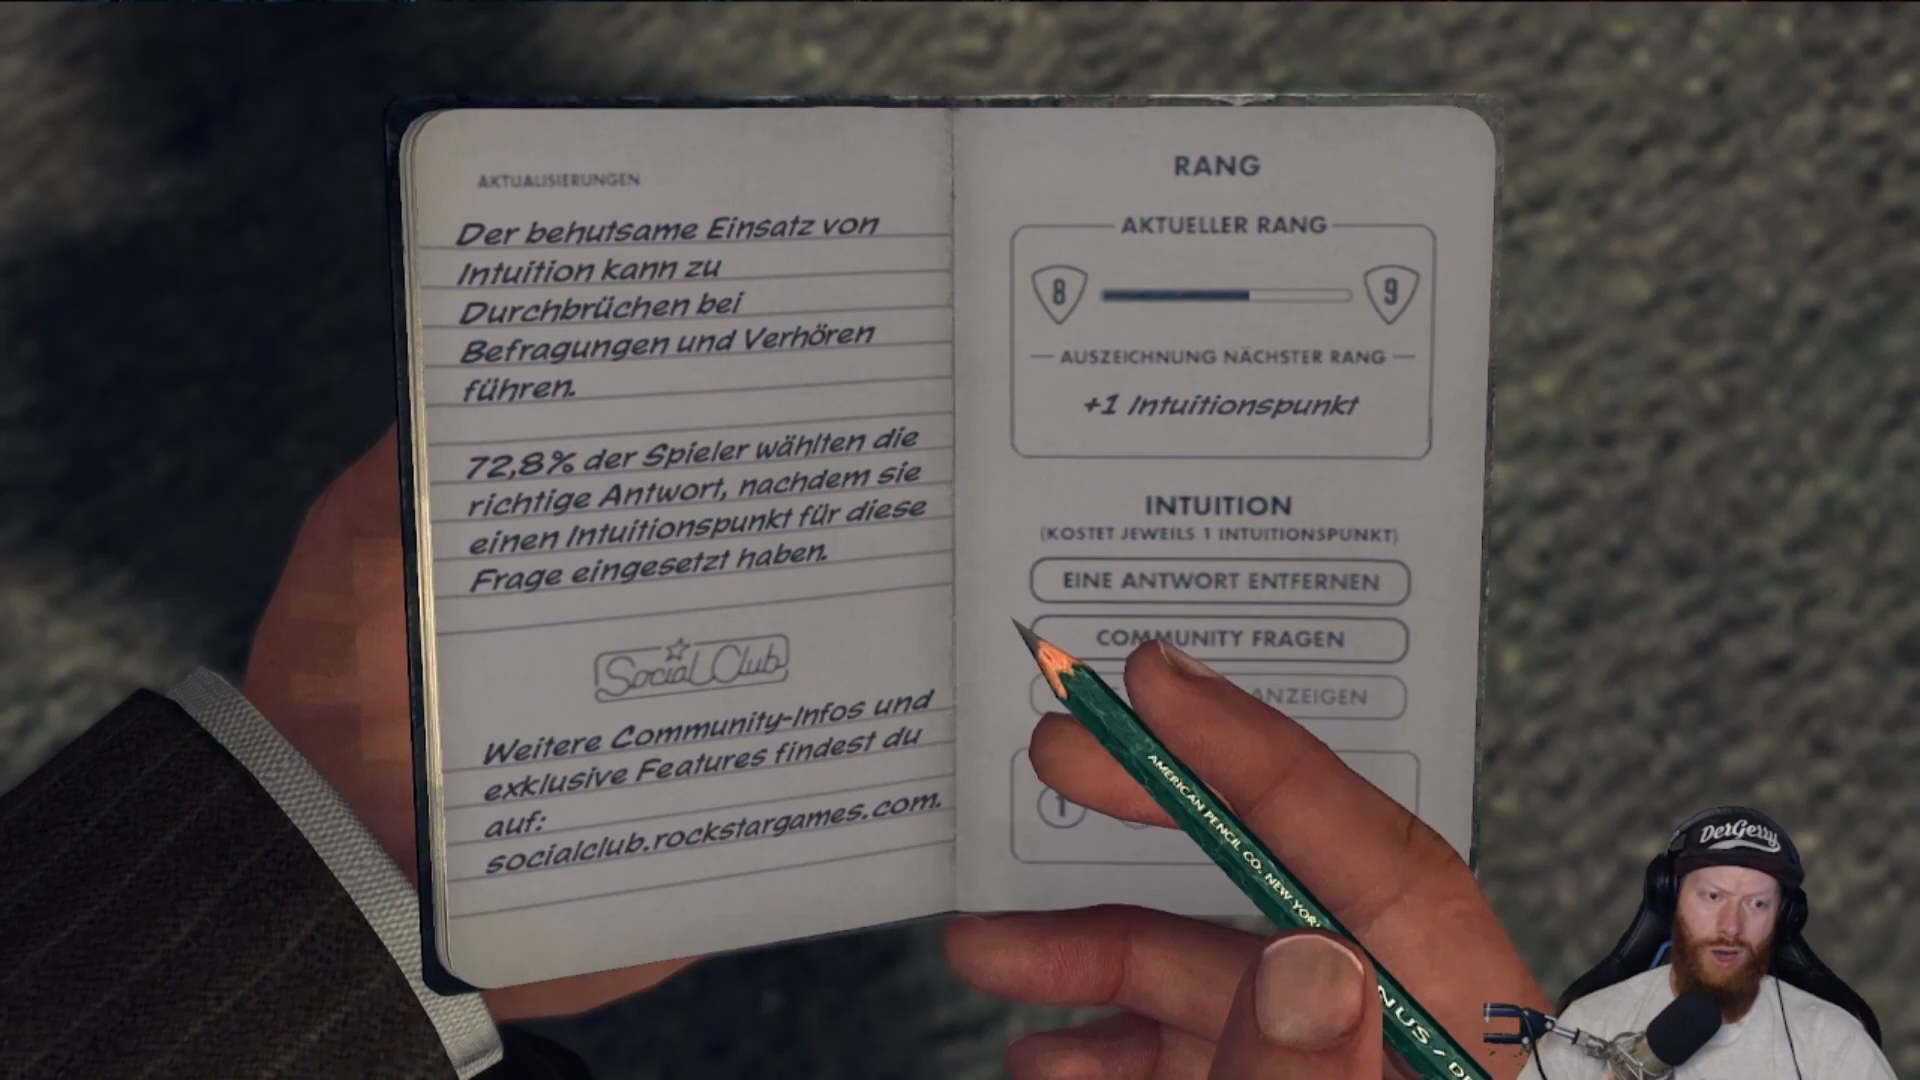 AKTUALISIERUNGEN
Der behutsame Einsatz von
Intuition kann zu
Durchbrüchen bei
Befragungen und Verhören
führen.
72,8% der Spieler wählten die
richtige Antwort, nachdem sie
einen Intuitionspunkt für diese
Frage eingesetzt haben.
Social Club
Weitere Community-Infos und
exklusive Features findest du
auf:
socialclub.rockstargames.com.
RANG
AKTUELLER RANG
8 9
AUSZEICHNUNG NÄCHSTER RANG
+1 Intuitionspunkt
INTUITION
(KOSTET JEWEILS 1 INTUITIONSPUNKT)
EINE ANTWORT ENTFERNEN
COMMUNITY FRAGEN
ANZEIGEN
1
AMERICAN PENCIL CO. NEW YORK
DerGerry